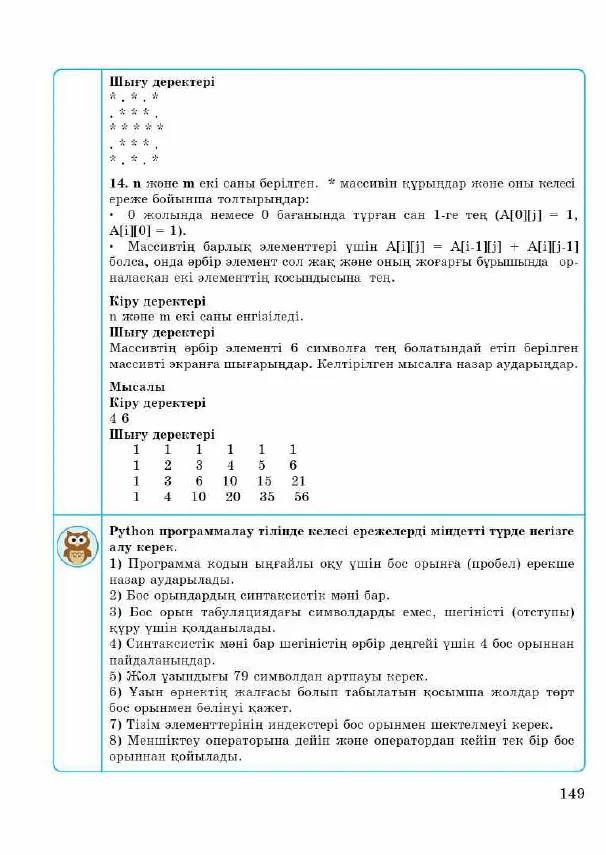 Шығу деректері
* . * . *
. * * * .
* * * * *
. * * * .
* . * . *
14. n және m екі саны берілген. * массивін құрыңдар және оны келесі
ереже бойынша толтырыңдар:
• 0 жолында немесе 0 бағанында тұрған сан 1-ге тең (A[0][j] = 1,
A[i][0] = 1).
• Массивтің барлық элементтері үшін A[i][j] = A[i-1][j] + A[i][j-1]
болса, онда әрбір элемент сол жақ және оның жоғарғы бұрышында ор-
наласқан екі элементтің қосындысына тең.
Кіру деректері
n және m екі саны енгізіледі.
Шығу деректері
Массивтің әрбір элементі 6 символға тең болатындай етіп берілген
массивті экранға шығарыңдар. Келтірілген мысалға назар аударыңдар.
Мысалы
Кіру деректері
4 6
Шығу деректері
1 1 1 1 1 1
1 2 3 4 5 6
1 3 6 10 15 21
1 4 10 20 35 56
Python программалау тілінде келесі ережелерді міндетті түрде негізге
алу керек.
1) Программа кодын ыңғайлы оқу үшін бос орынға (пробел) ерекше
назар аударылады.
2) Бос орындардың синтаксистік мәні бар.
3) Бос орын табуляциядағы символдарды емес, шегіністі (отступы)
құру үшін қолданылады.
4) Синтаксистік мәні бар шегіністің әрбір деңгейі үшін 4 бос орыннан
пайдаланыңдар.
5) Жол ұзындығы 79 символдан артпауы керек.
6) Ұзын өрнектің жалғасы болып табылатын қосымша жолдар төрт
бос орынмен бөлінуі қажет.
7) Тізім элементтерінің индекстері бос орынмен шектелмеуі керек.
8) Меншіктеу операторына дейін және оператордан кейін тек бір бос
орыннан қойылады.
149